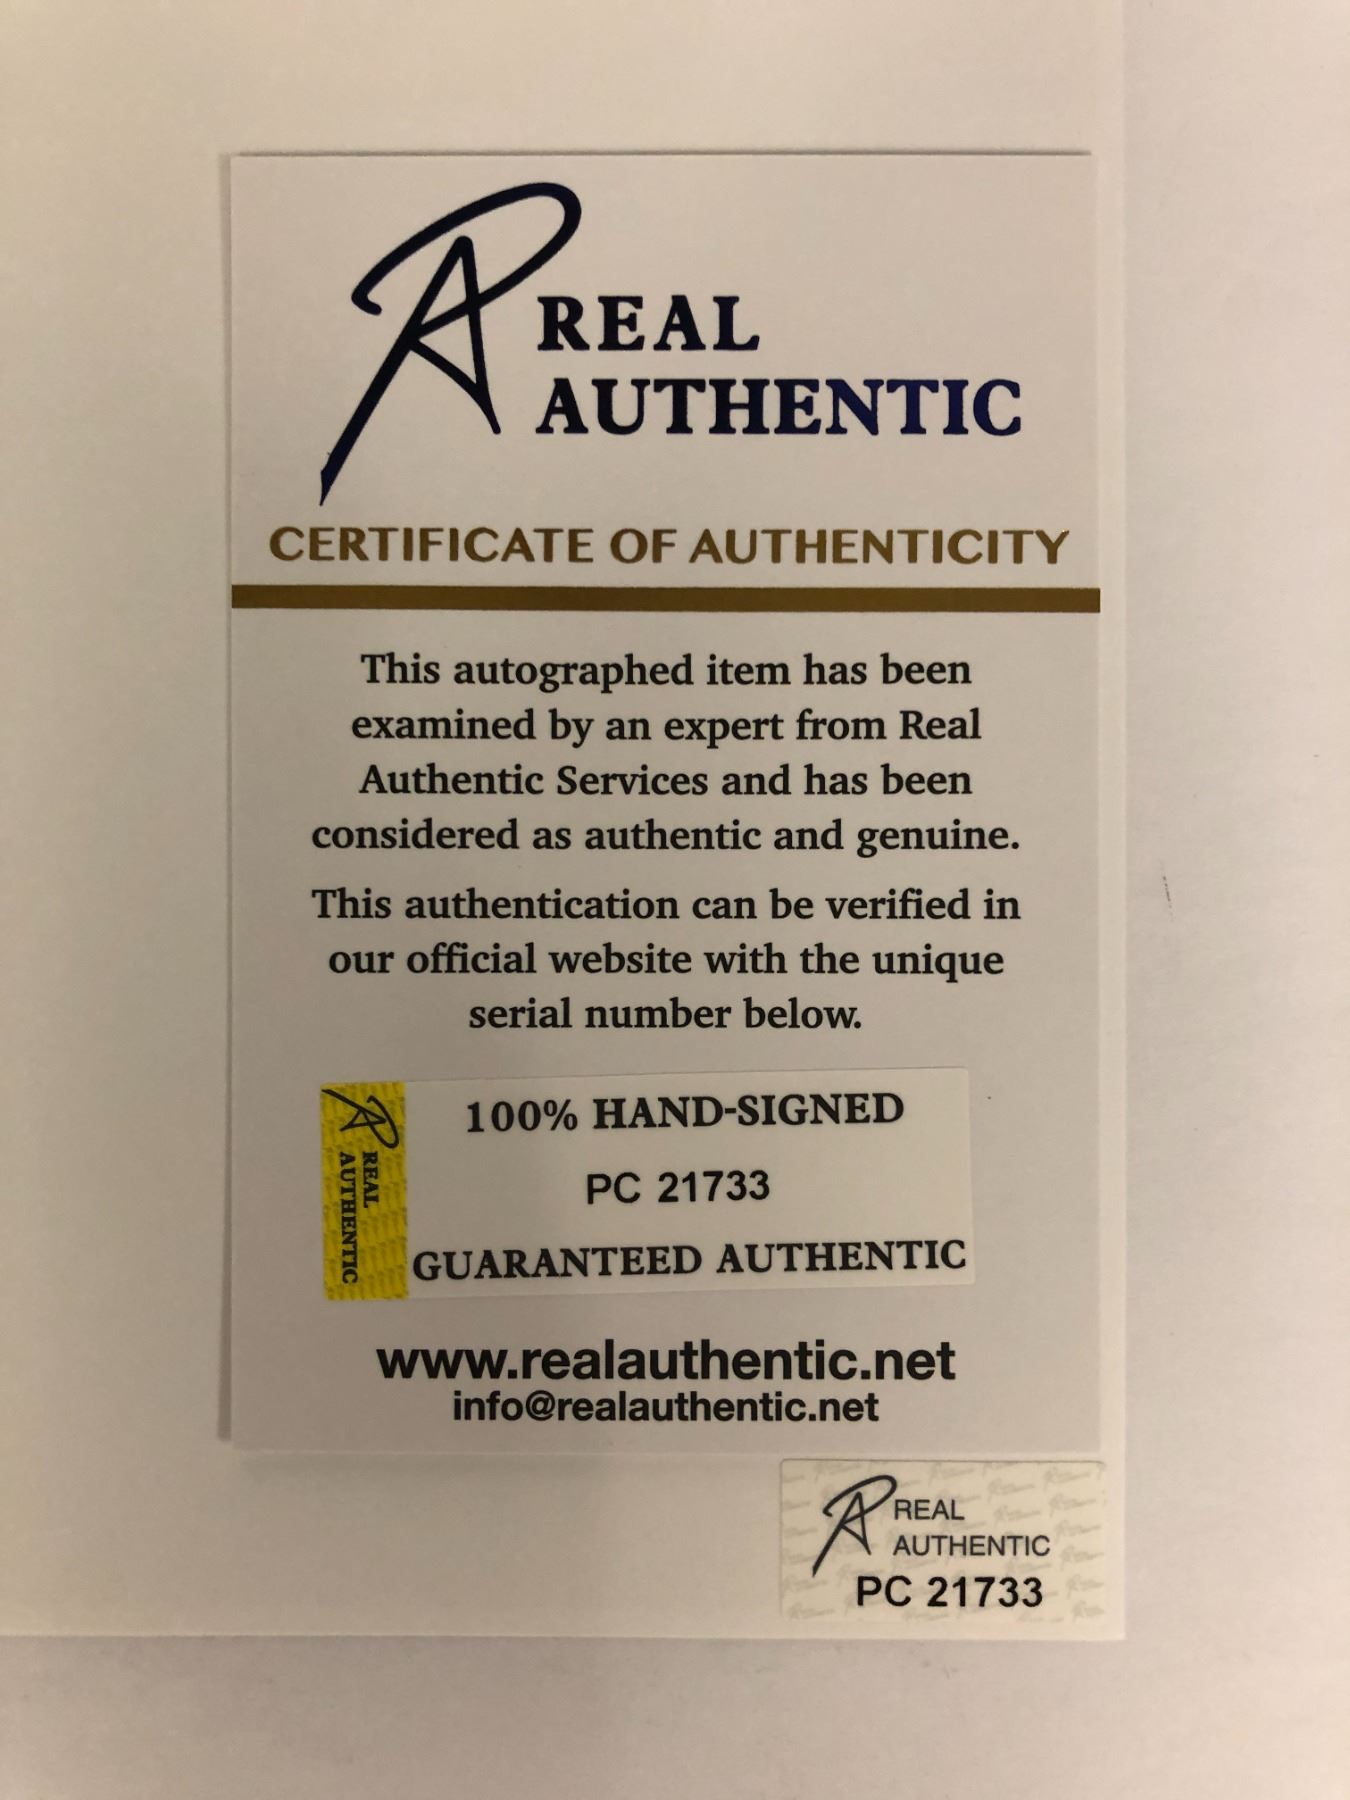 REAL
AUTHENTIC
CERTIFICATE OF AUTHENTICITY
This autographed item has been
examined by an expert from Real
Authentic Services and has been
considered as authentic and genuine.
This authentication can be verified in
our official website with the unique
serial number below.
REAL
AUTHENTIC
100% HAND-SIGNED
PC 21733
GUARANTEED AUTHENTIC
www.realauthentic.net
info@realauthentic.net
REAL
AUTHENTIC
PC 21733